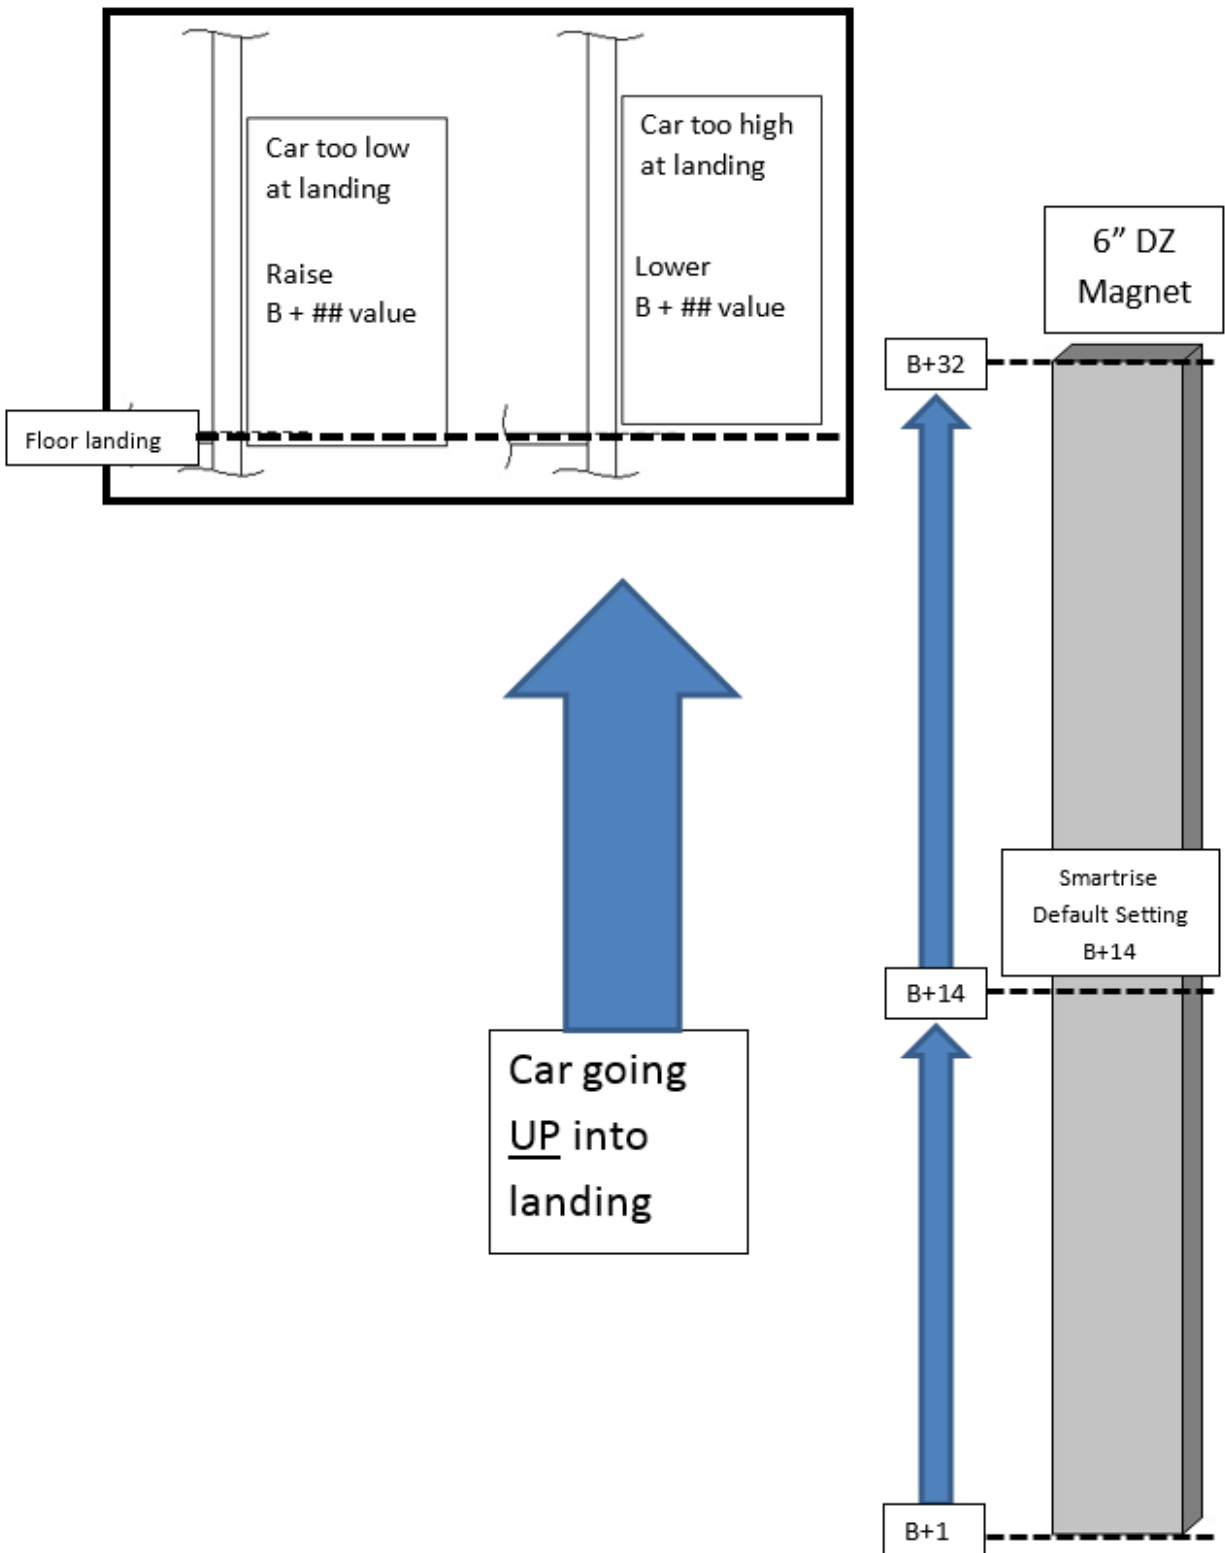 Car too low
at landing
Raise
B + ## value
Car too high
at landing
Lower
B + ## value
Floor landing
6” DZ
Magnet
B+32
Smartrise
Default Setting
B+14
B+14
Car going
UP into
landing
B+1